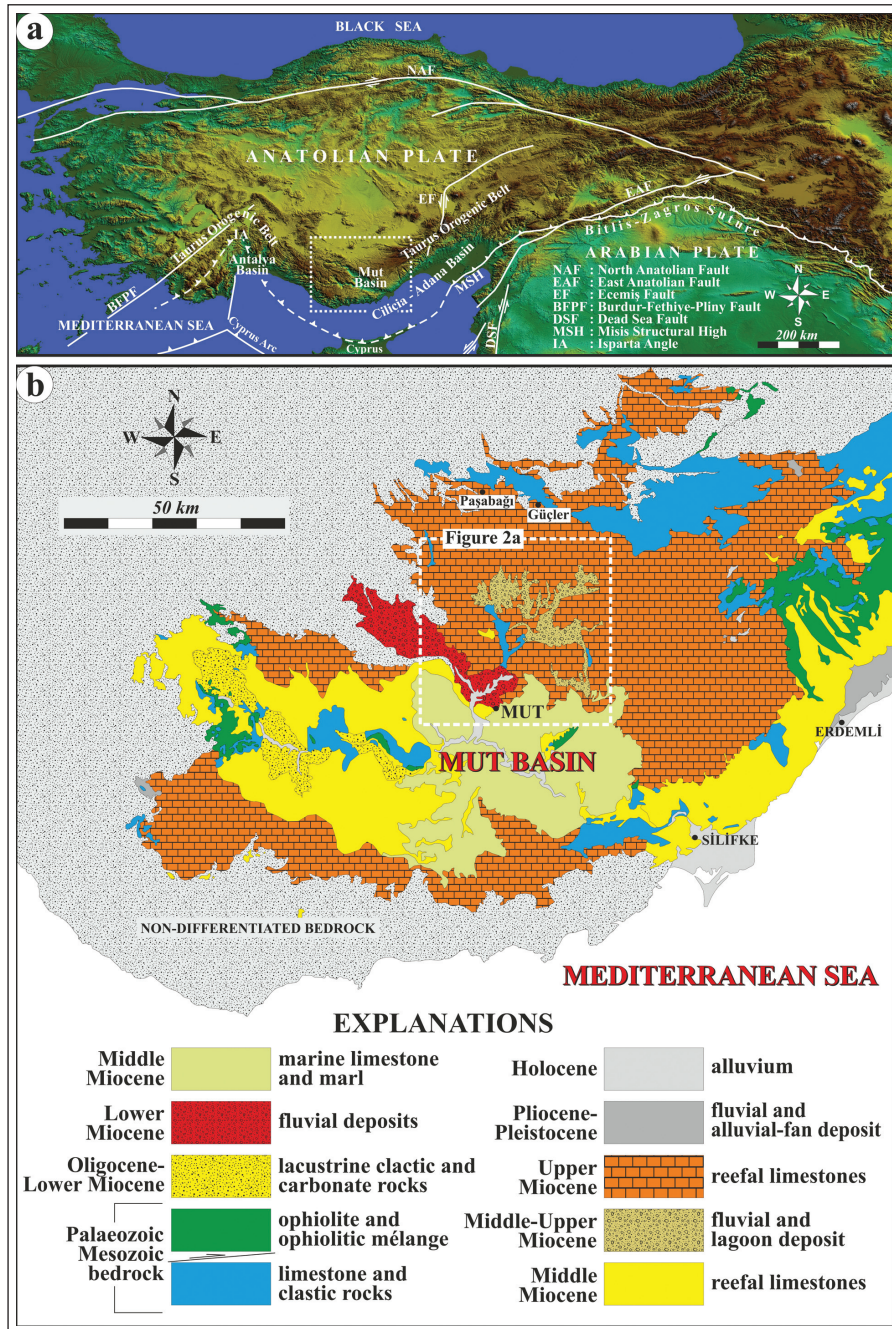 a
BLACK SEA
NAF
ANATOLIAN PLATE
EF
EAF
Taurus Orogenic Belt
Taurus Orogenic Belt
Bitlis-Zagros Suture
IA
Antalya
Basin
Mut
Basin
Cilicia - Adana Basin
MSH
ARABIAN PLATE
BFPF
MEDITERRANEAN SEA
Cyprus Arc
Cyprus
DSF
NAF : North Anatolian Fault
EAF : East Anatolian Fault
EF : Ecemiş Fault
BFPF : Burdur-Fethiye-Pliny Fault
DSF : Dead Sea Fault
MSH : Misis Structural High
IA : Isparta Angle
N
W E
S
200 km
b
N
W E
S
50 km
Paşabağı
Güçler
Figure 2a
MUT
MUT BASIN
ERDEMLİ
SİLİFKE
NON-DIFFERENTIATED BEDROCK
MEDITERRANEAN SEA
EXPLANATIONS
Middle
Miocene
marine limestone
and marl
Lower
Miocene
fluvial deposits
Oligocene-
Lower Miocene
lacustrine clactic and
carbonate rocks
Palaeozoic
Mesozoic
bedrock
ophiolite and
ophiolitic mélange
limestone and
clastic rocks
Holocene
alluvium
Pliocene-
Pleistocene
fluvial and
alluvial-fan deposit
Upper
Miocene
reefal limestones
Middle-Upper
Miocene
fluvial and
lagoon deposit
Middle
Miocene
reefal limestones